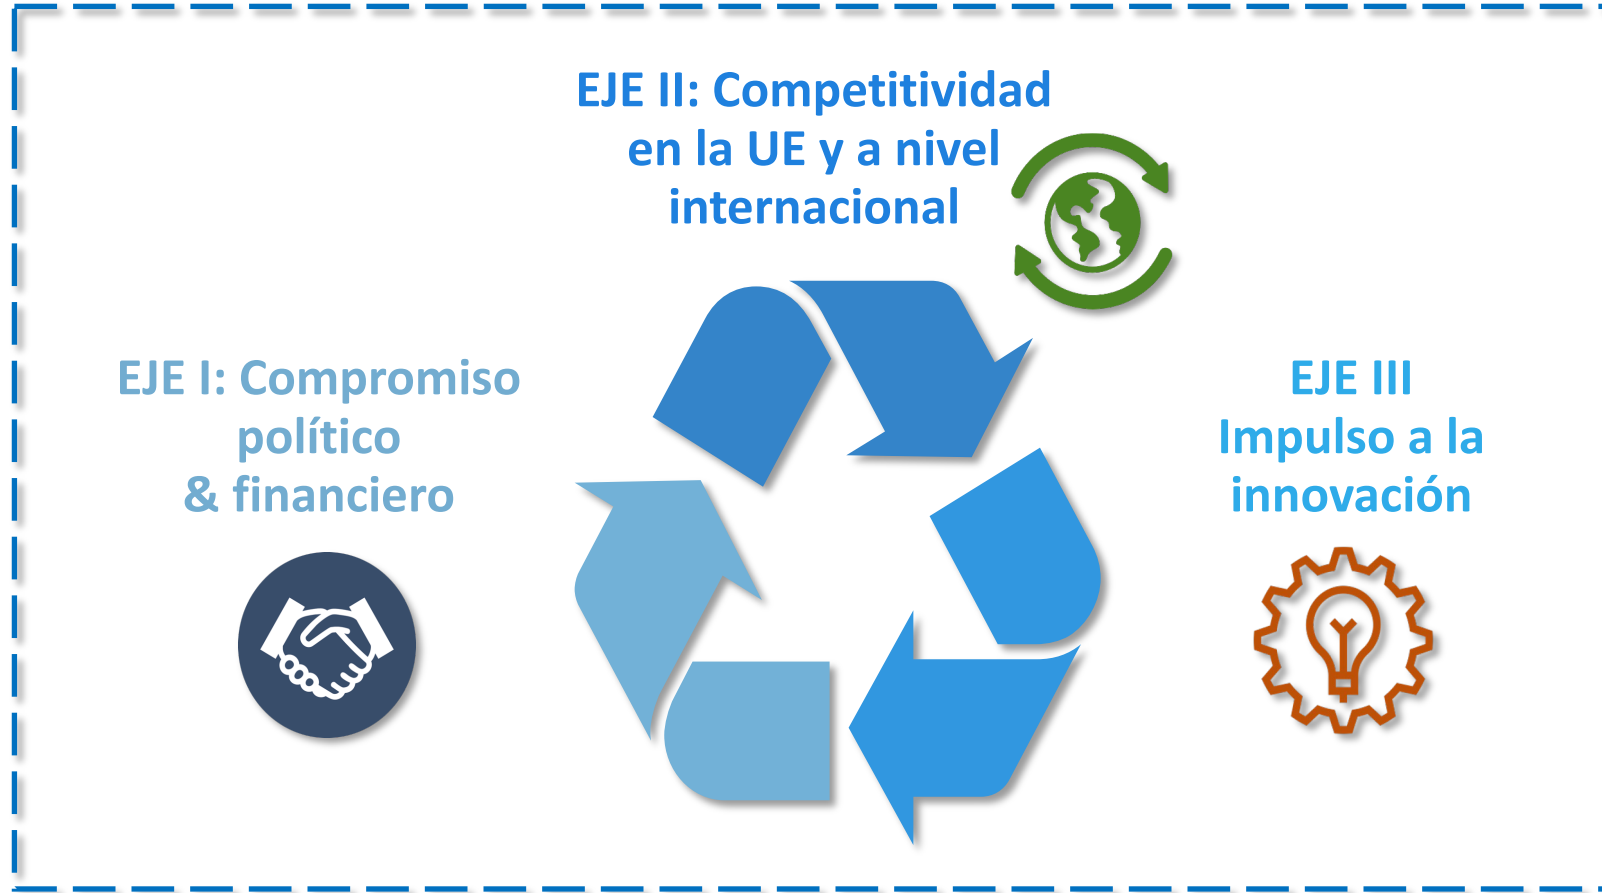 EJE II: Competitividad
en la UE y a nivel
internacional
EJE I: Compromiso
político
& financiero
EJE III
Impulso a la
innovación